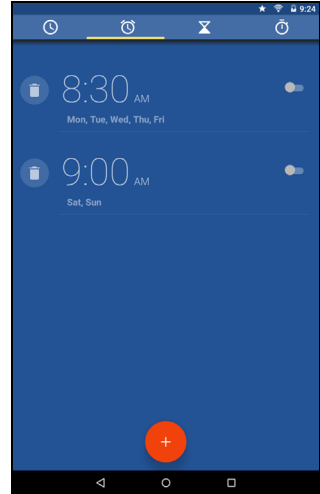 9:24
8:30 AM
Mon, Tue, Wed, Thu, Fri
9:00 AM
Sat, Sun